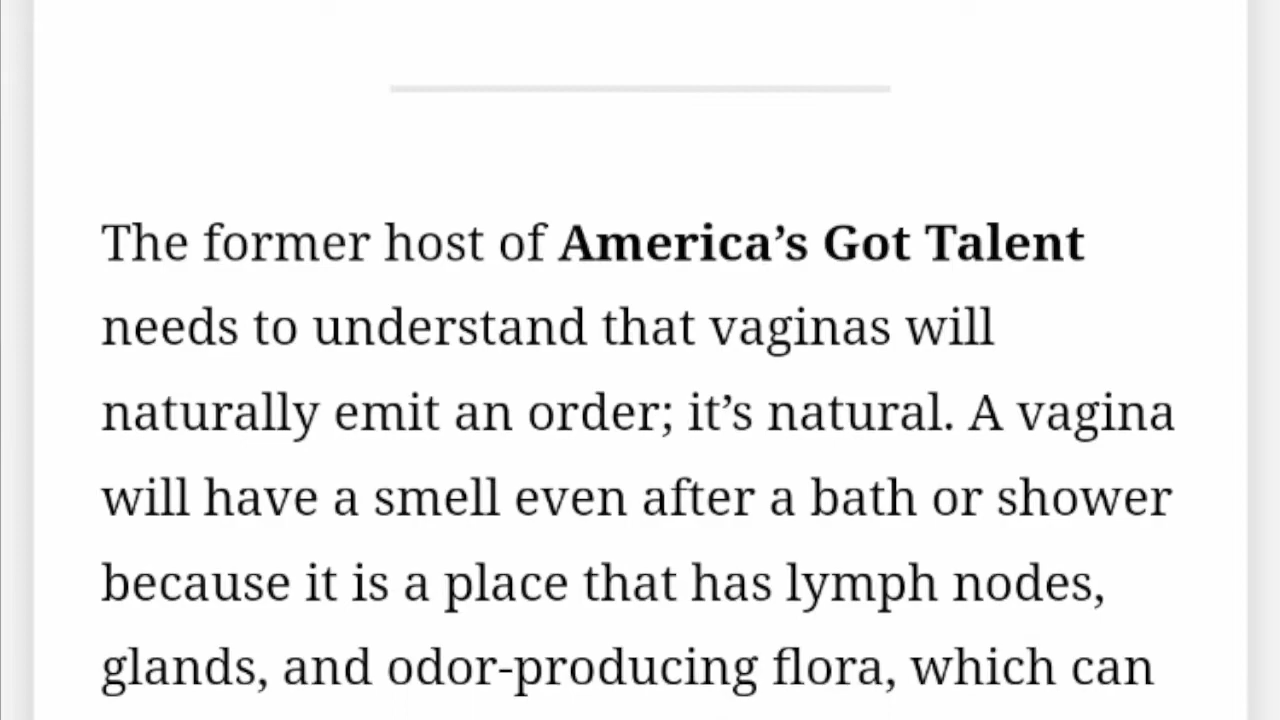 The former host of America’s Got Talent
needs to understand that vaginas will
naturally emit an order; it’s natural. A vagina
will have a smell even after a bath or shower
because it is a place that has lymph nodes,
glands, and odor-producing flora, which can